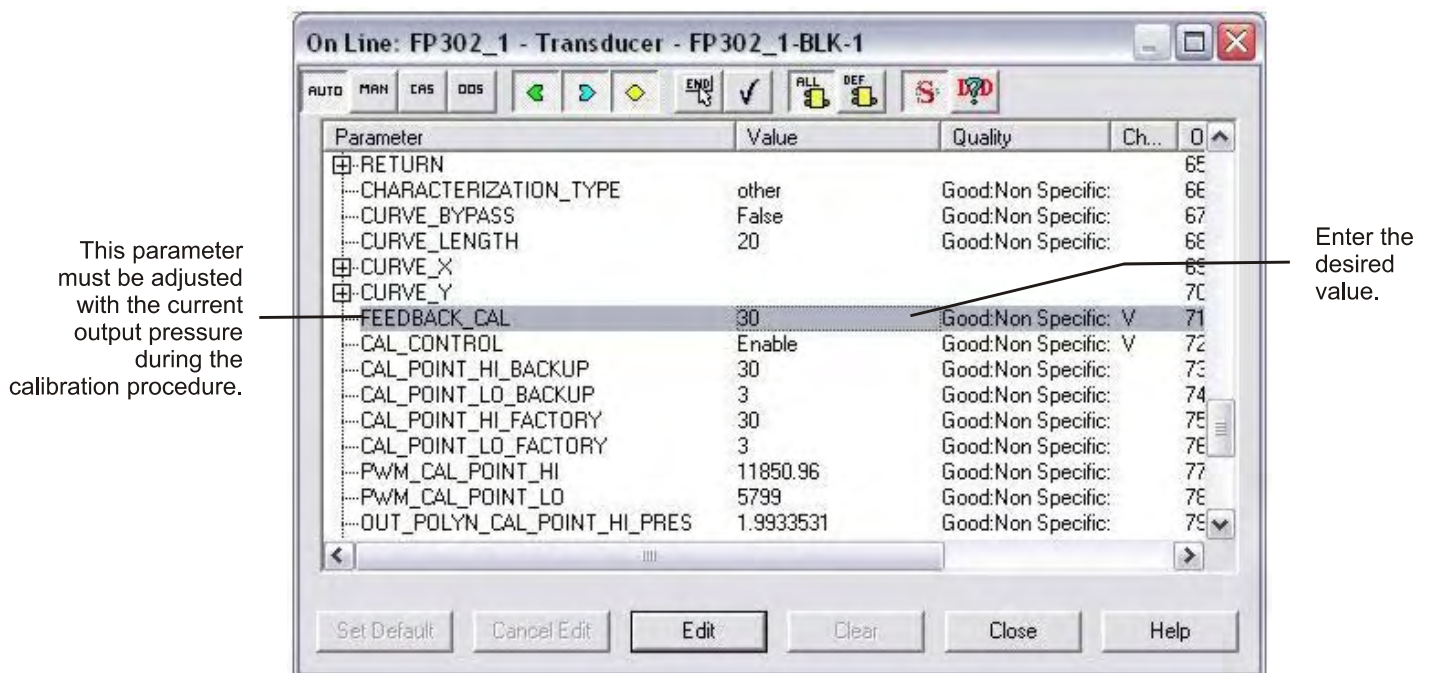 On Line: FP302_1 - Transducer - FP302_1-BLK-1
AUTO MAN CAS OOS END ALL DEF S D?D
Parameter Value Quality Ch... O
RETURN 65
CHARACTERIZATION_TYPE other Good:Non Specific: 66
CURVE_BYPASS False Good:Non Specific: 67
CURVE_LENGTH 20 Good:Non Specific: 68
CURVE_X 69
CURVE_Y 70
FEEDBACK_CAL 30 Good:Non Specific: V 71
CAL_CONTROL Enable Good:Non Specific: V 72
CAL_POINT_HI_BACKUP 30 Good:Non Specific: 73
CAL_POINT_LO_BACKUP 3 Good:Non Specific: 74
CAL_POINT_HI_FACTORY 30 Good:Non Specific: 75
CAL_POINT_LO_FACTORY 3 Good:Non Specific: 76
PWM_CAL_POINT_HI 11850.96 Good:Non Specific: 77
PWM_CAL_POINT_LO 5799 Good:Non Specific: 78
OUT_POLYN_CAL_POINT_HI_PRES 1.9933531 Good:Non Specific: 79
Set Default Cancel Edit Edit Clear Close Help
This parameter
must be adjusted
with the current
output pressure
during the
calibration procedure.
Enter the
desired
value.